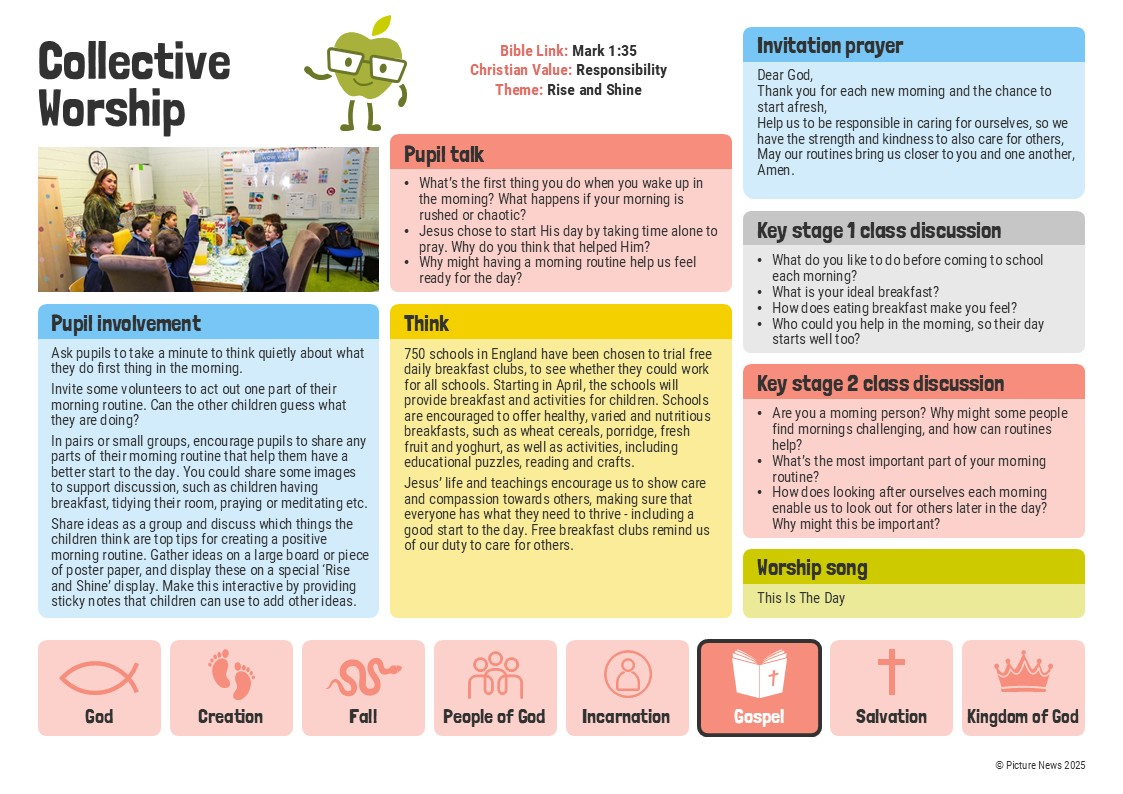 Collective
Worship
Bible Link: Mark 1:35
Christian Value: Responsibility
Theme: Rise and Shine
Pupil talk
• What's the first thing you do when you wake up in
the morning? What happens if your morning is
rushed or chaotic?
• Jesus chose to start His day by taking time alone to
pray. Why do you think that helped Him?
• Why might having a morning routine help us feel
ready for the day?
Pupil involvement
Ask pupils to take a minute to think quietly about what
they do first thing in the morning.
Invite some volunteers to act out one part of their
morning routine. Can the other children guess what
they are doing?
In pairs or small groups, encourage pupils to share any
parts of their morning routine that help them have a
better start to the day. You could share some images
to support discussion, such as children having
breakfast, tidying their room, praying or meditating etc.
Share ideas as a group and discuss which things the
children think are top tips for creating a positive
morning routine. Gather ideas on a large board or piece
of poster paper, and display these on a special ‘Rise
and Shine’ display. Make this interactive by providing
sticky notes that children can use to add other ideas.
Think
750 schools in England have been chosen to trial free
daily breakfast clubs, to see whether they could work
for all schools. Starting in April, the schools will
provide breakfast and activities for children. Schools
are encouraged to offer healthy, varied and nutritious
breakfasts, such as wheat cereals, porridge, fresh
fruit and yoghurt, as well as activities, including
educational puzzles, reading and crafts.
Jesus’ life and teachings encourage us to show care
and compassion towards others, making sure that
everyone has what they need to thrive - including a
good start to the day. Free breakfast clubs remind us
of our duty to care for others.
Invitation prayer
Dear God,
Thank you for each new morning and the chance to
start afresh,
Help us to be responsible in caring for ourselves, so we
have the strength and kindness to also care for others,
May our routines bring us closer to you and one another,
Amen.
Key stage 1 class discussion
• What do you like to do before coming to school
each morning?
• What is your ideal breakfast?
• How does eating breakfast make you feel?
• Who could you help in the morning, so their day
starts well too?
Key stage 2 class discussion
• Are you a morning person? Why might some people
find mornings challenging, and how can routines
help?
• What's the most important part of your morning
routine?
• How does looking after ourselves each morning
enable us to look out for others later in the day?
Why might this be important?
Worship song
This Is The Day
God
Creation
Fall
People of God
Incarnation
Gospel
Salvation
Kingdom of God
© Picture News 2025